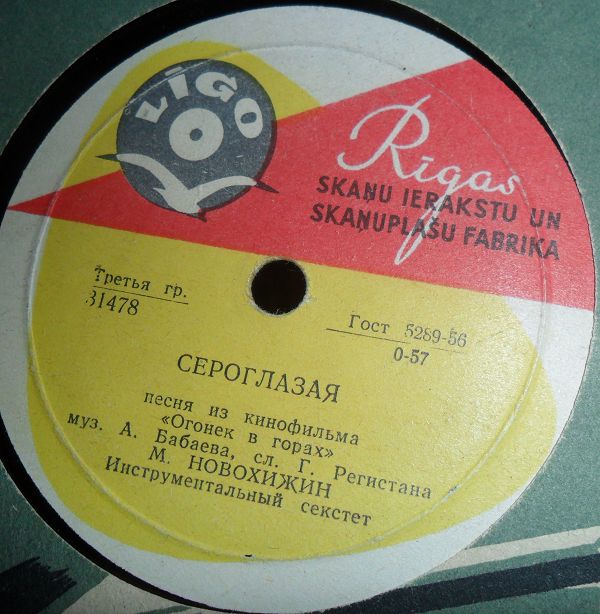 LĪGO
Rīgas
SKAŅU IERAKSTU UN
SKAŅUPLAŠU FABRIKA
Третья гр.
31478
Гост 5289-56
0-57
СЕРОГЛАЗАЯ
песня из кинофильма
«Огонек в горах»
муз. А. Бабаева, сл. Г. Регистана
М. НОВОХИЖИН
Инструментальный секстет